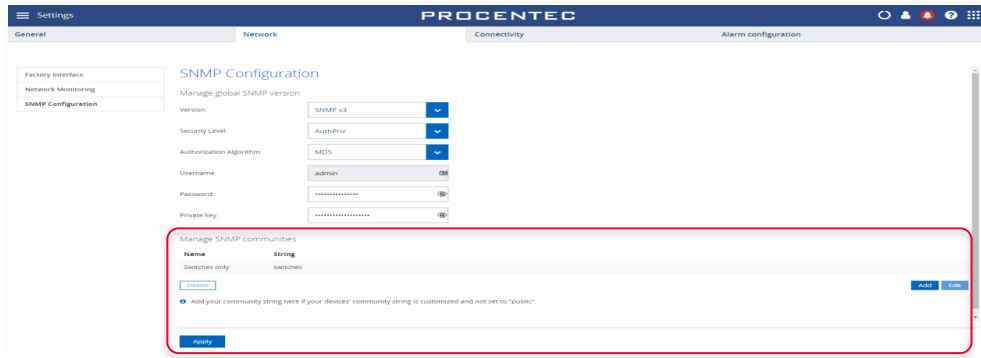 Settings
PROCENTEC
General Network Connectivity Alarm configuration
Factory Interface
Network Monitoring
SNMP Configuration
SNMP Configuration
Manage global SNMP version
Version: SNMP v3
Security Level: AuthPriv
Authorization Algorithm: MD5
Username: admin
Password: ••••••••••••••
Private key: ••••••••••••••••••
Manage SNMP communities
Name String
Switches only switches
Delete Add Edit
Add your community string here if your devices' community string is customized and not set to "public".
Apply